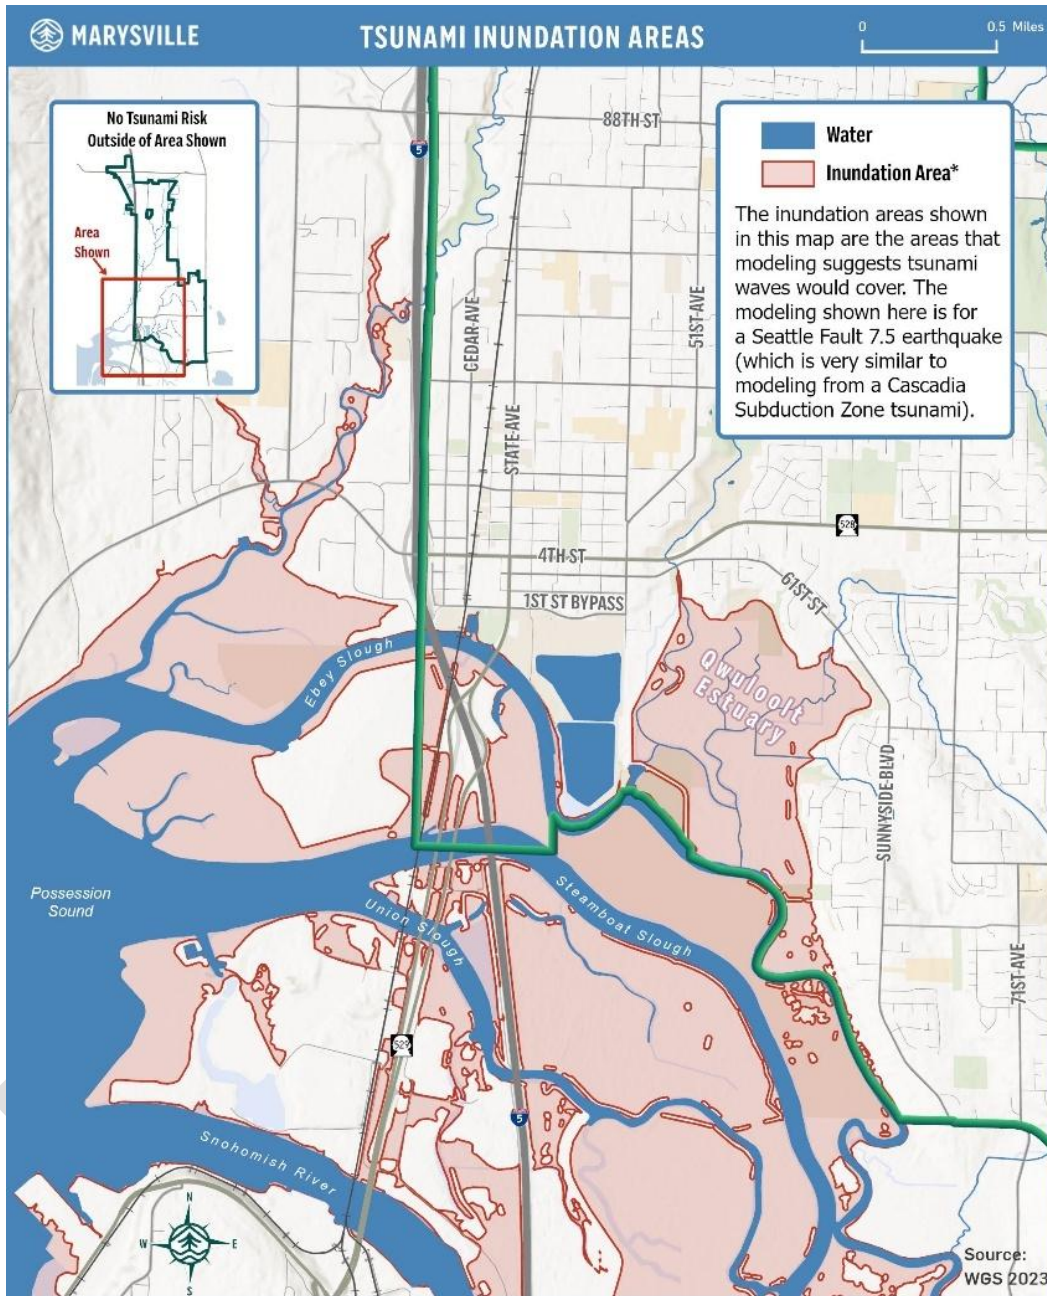 MARYSVILLE
TSUNAMI INUNDATION AREAS
0 0.5 Miles
No Tsunami Risk
Outside of Area Shown
Area
Shown
Water
Inundation Area*
The inundation areas shown
in this map are the areas that
modeling suggests tsunami
waves would cover. The
modeling shown here is for
a Seattle Fault 7.5 earthquake
(which is very similar to
modeling from a Cascadia
Subduction Zone tsunami).
88TH ST
5
CEDAR AVE
51ST AVE
STATE AVE
528
4TH ST
61ST ST
1ST ST BYPASS
Ebey Slough
Qwuloolt
Estuary
SUNNYSIDE BLVD
Possession
Sound
Steamboat Slough
Union Slough
71ST AVE
529
5
Snohomish River
N
W E
S
Source:
WGS 2023